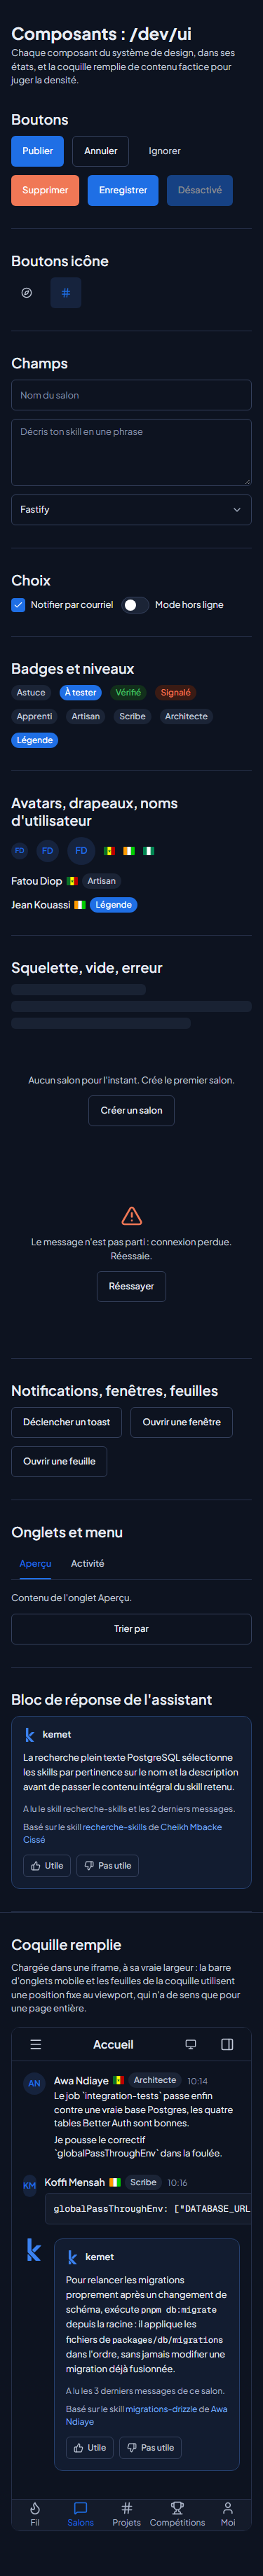 Composants : /dev/ui
Chaque composant du système de design, dans ses
états, et la coquille remplie de contenu factice pour
juger la densité.
Boutons
Publier
Annuler
Ignorer
Supprimer
Enregistrer
Désactivé
Boutons icône
Champs
Nom du salon
Décris ton skill en une phrase
Fastify
Choix
Notifier par courriel
Mode hors ligne
Badges et niveaux
Astuce
À tester
Vérifié
Signalé
Apprenti
Artisan
Scribe
Architecte
Légende
Avatars, drapeaux, noms
d'utilisateur
FD
FD
FD
Fatou Diop
Artisan
Jean Kouassi
Légende
Squelette, vide, erreur
Aucun salon pour l'instant. Crée le premier salon.
Créer un salon
Le message n'est pas parti : connexion perdue.
Réessaie.
Réessayer
Notifications, fenêtres, feuilles
Déclencher un toast
Ouvrir une fenêtre
Ouvrir une feuille
Onglets et menu
Aperçu
Activité
Contenu de l'onglet Aperçu.
Trier par
Bloc de réponse de l'assistant
kemet
La recherche plein texte PostgreSQL sélectionne
les skills par pertinence sur le nom et la description
avant de passer le contenu intégral du skill retenu.
A lu le skill recherche-skills et les 2 derniers messages.
Basé sur le skill recherche-skills de Cheikh Mbacke
Cissé
Utile
Pas utile
Coquille remplie
Chargée dans une iframe, à sa vraie largeur : la barre
d'onglets mobile et les feuilles de la coquille utilisent
une position fixe au viewport, qui n'a de sens que pour
une page entière.
Accueil
AN
Awa Ndiaye
Architecte
10:14
Le job `integration-tests` passe enfin
contre une vraie base Postgres, les quatre
tables Better Auth sont bonnes.
Je pousse le correctif
`globalPassThroughEnv` dans la foulée.
KM
Koffi Mensah
Scribe
10:16
globalPassThroughEnv: ["DATABASE_URL
kemet
Pour relancer les migrations
proprement après un changement de
schéma, exécute pnpm db:migrate
depuis la racine : il applique les
fichiers de packages/db/migrations
dans l'ordre, sans jamais modifier une
migration déjà fusionnée.
A lu les 3 derniers messages de ce salon.
Basé sur le skill migrations-drizzle de Awa
Ndiaye
Utile
Pas utile
Fil
Salons
Projets
Compétitions
Moi